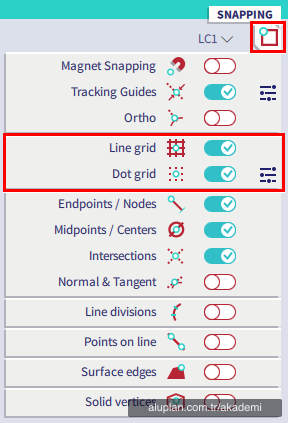 SNAPPING
LC1
Magnet Snapping
Tracking Guides
Ortho
Line grid
Dot grid
Endpoints / Nodes
Midpoints / Centers
Intersections
Normal & Tangent
Line divisions
Points on line
Surface edges
Solid vertices
aluplan.com.tr/akademi